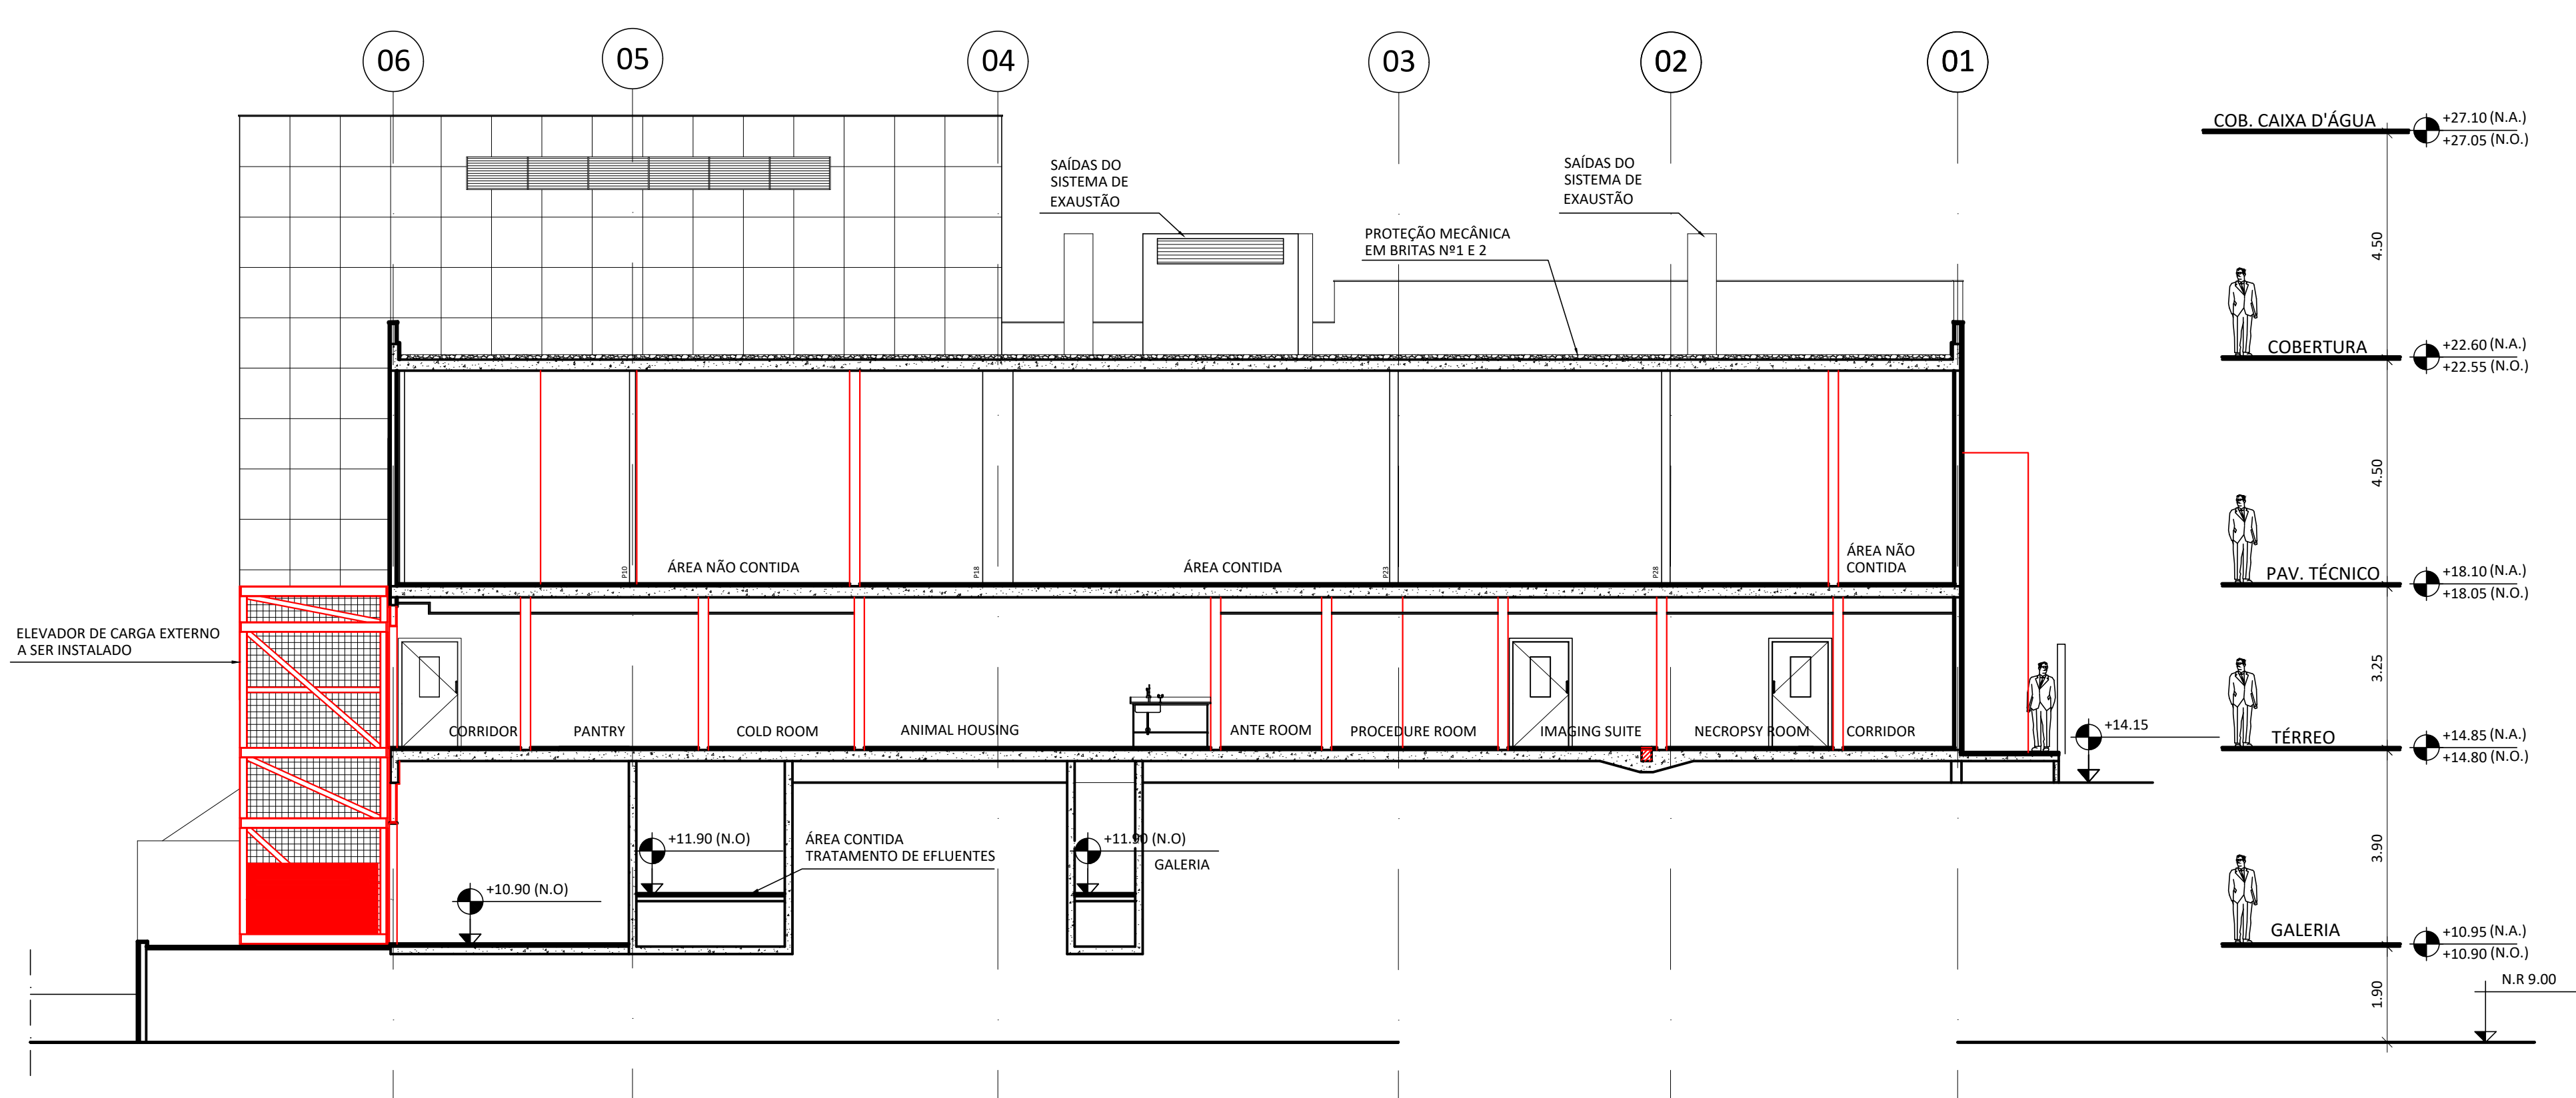 06
05
04
03
02
01
COB. CAIXA D'ÁGUA
+27.10 (N.A.)
+27.05 (N.O.)
SAÍDAS DO
SISTEMA DE
EXAUSTÃO
SAÍDAS DO
SISTEMA DE
EXAUSTÃO
PROTEÇÃO MECÂNICA
EM BRITAS Nº1 E 2
4.50
COBERTURA
+22.60 (N.A.)
+22.55 (N.O.)
4.50
P10
ÁREA NÃO CONTIDA
P18
ÁREA CONTIDA
P23
P28
ÁREA NÃO
CONTIDA
PAV. TÉCNICO
+18.10 (N.A.)
+18.05 (N.O.)
ELEVADOR DE CARGA EXTERNO
A SER INSTALADO
3.25
CORRIDOR
PANTRY
COLD ROOM
ANIMAL HOUSING
ANTE ROOM
PROCEDURE ROOM
IMAGING SUITE
NECROPSY ROOM
CORRIDOR
+14.15
TÉRREO
+14.85 (N.A.)
+14.80 (N.O.)
+11.90 (N.O)
ÁREA CONTIDA
TRATAMENTO DE EFLUENTES
+11.90 (N.O)
GALERIA
3.90
+10.90 (N.O)
GALERIA
+10.95 (N.A.)
+10.90 (N.O.)
1.90
N.R 9.00